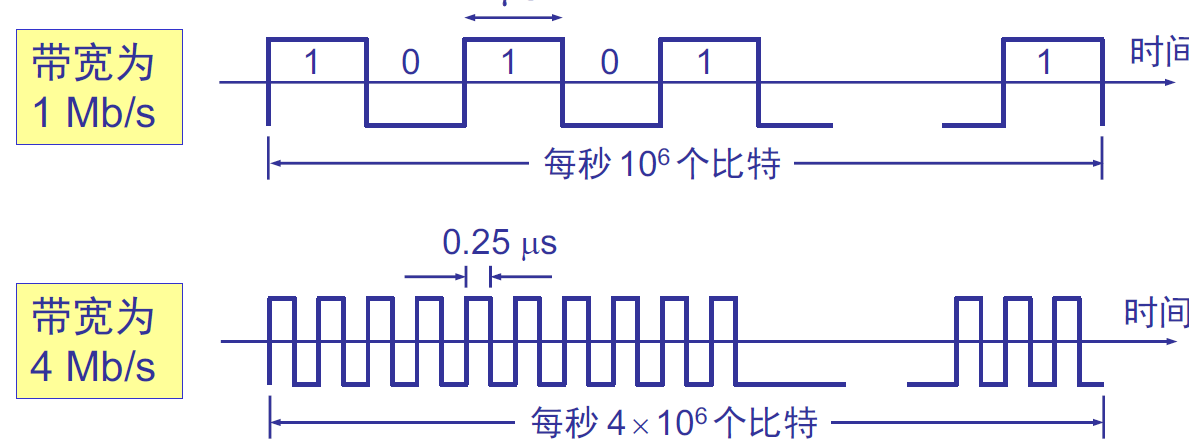 带宽为
1 Mb/s
1 0 1 0 1 1
时间
每秒 10⁶ 个比特
0.25 μs
带宽为
4 Mb/s
时间
每秒 4 × 10⁶ 个比特